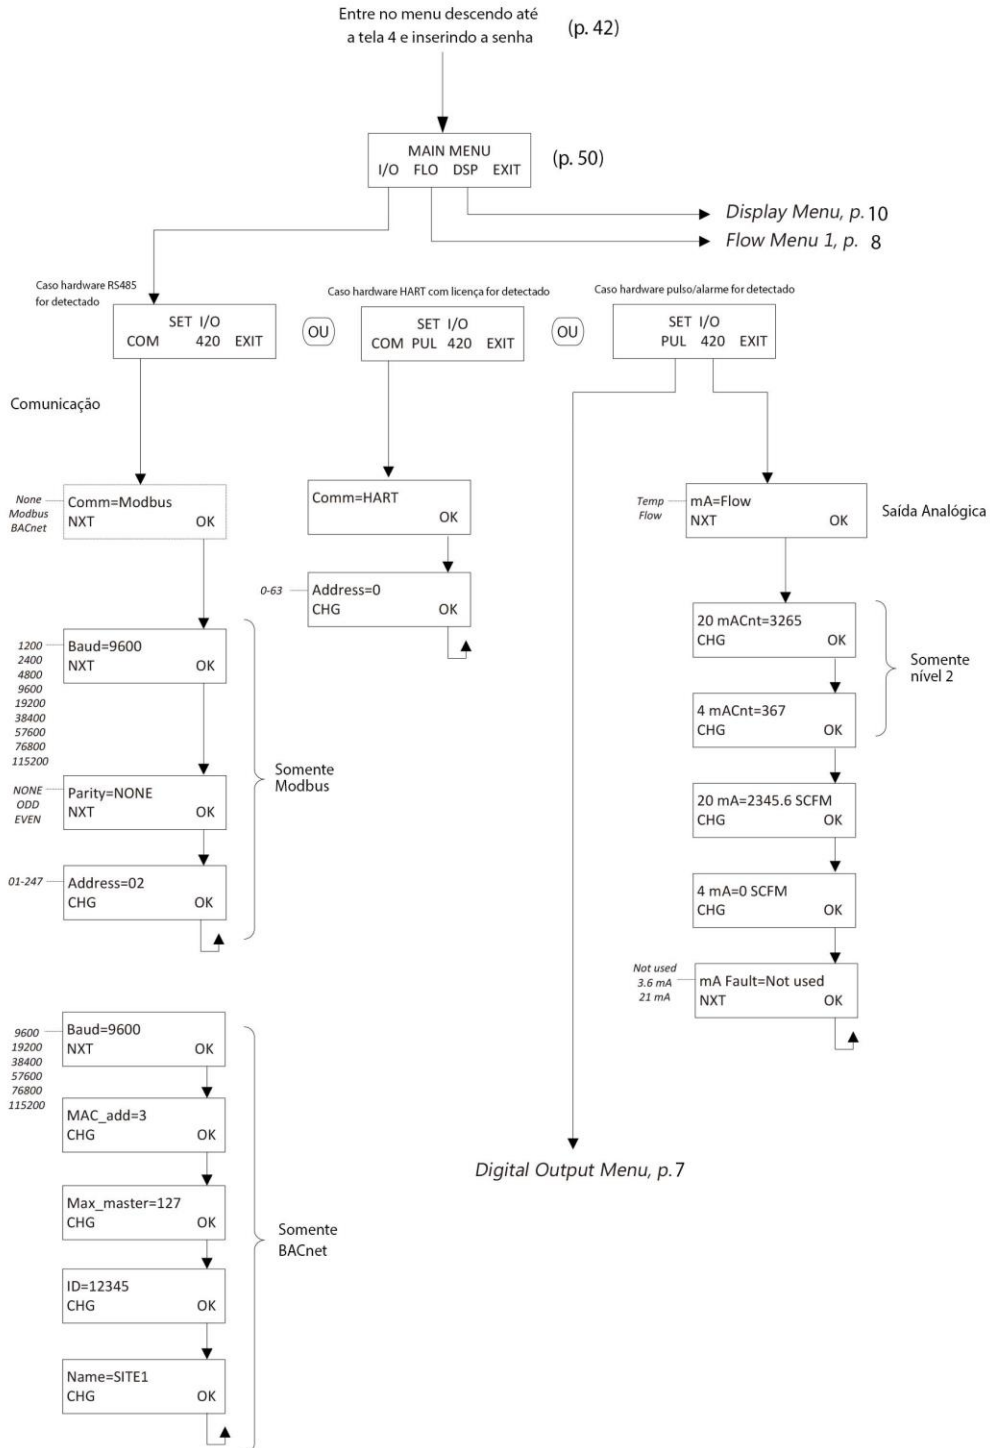 Entre no menu descendo até
a tela 4 e inserindo a senha
(p. 42)
MAIN MENU
I/O FLO DSP EXIT
(p. 50)
Display Menu, p. 10
Flow Menu 1, p. 8
Caso hardware RS485
for detectado
SET I/O
COM 420 EXIT
OU
Caso hardware HART com licença for detectado
SET I/O
COM PUL 420 EXIT
OU
Caso hardware pulso/alarme for detectado
SET I/O
PUL 420 EXIT
Comunicação
None
Modbus
BACnet
Comm=Modbus
NXT OK
1200
2400
4800
9600
19200
38400
57600
76800
115200
Baud=9600
NXT OK
NONE
ODD
EVEN
Parity=NONE
NXT OK
01-247
Address=02
CHG OK
Somente
Modbus
Comm=HART
OK
0-63
Address=0
CHG OK
Temp
Flow
mA=Flow
NXT OK
Saída Analógica
20 mACnt=3265
CHG OK
4 mACnt=367
CHG OK
Somente
nível 2
20 mA=2345.6 SCFM
CHG OK
4 mA=0 SCFM
CHG OK
Not used
3.6 mA
21 mA
mA Fault=Not used
NXT OK
9600
19200
38400
57600
76800
115200
Baud=9600
NXT OK
MAC_add=3
CHG OK
Max_master=127
CHG OK
ID=12345
CHG OK
Name=SITE1
CHG OK
Somente
BACnet
Digital Output Menu, p.7